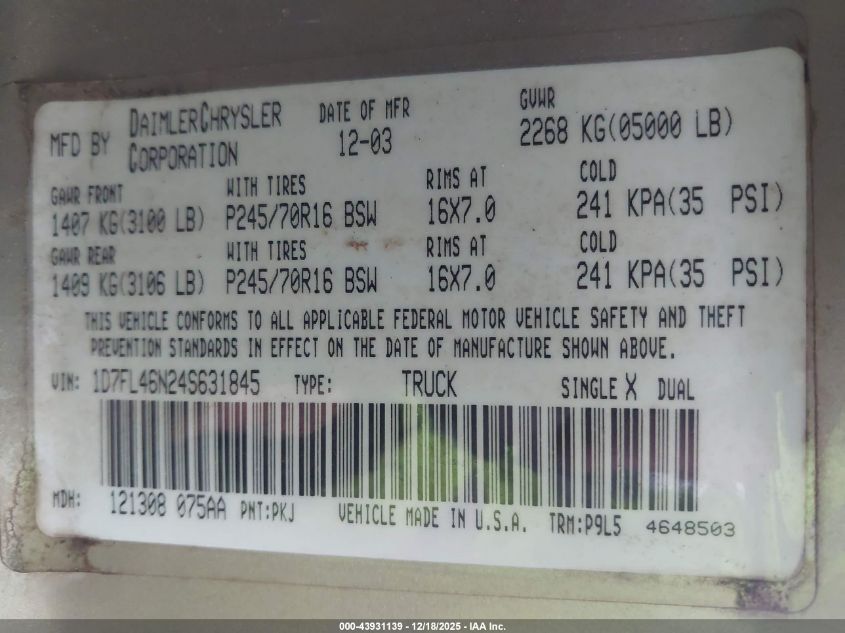 MFD BY DAIMLERCHRYSLER CORPORATION DATE OF MFR 12-03 GVWR 2268 KG(05000 LB)
GAWR FRONT WITH TIRES RIMS AT COLD
1407 KG(3100 LB) P245/70R16 BSW 16X7.0 241 KPA(35 PSI)
GAWR REAR WITH TIRES RIMS AT COLD
1409 KG(3106 LB) P245/70R16 BSW 16X7.0 241 KPA(35 PSI)
THIS VEHICLE CONFORMS TO ALL APPLICABLE FEDERAL MOTOR VEHICLE SAFETY AND THEFT
PREVENTION STANDARDS IN EFFECT ON THE DATE OF MANUFACTURE SHOWN ABOVE.
VIN: 1D7FL46N24S631845 TYPE: TRUCK SINGLE X DUAL
MDH: 121308 075AA PNT:PKJ VEHICLE MADE IN U.S.A. TRM:P9L5 4648503
000-43931139 - 12/18/2025 - IAA Inc.